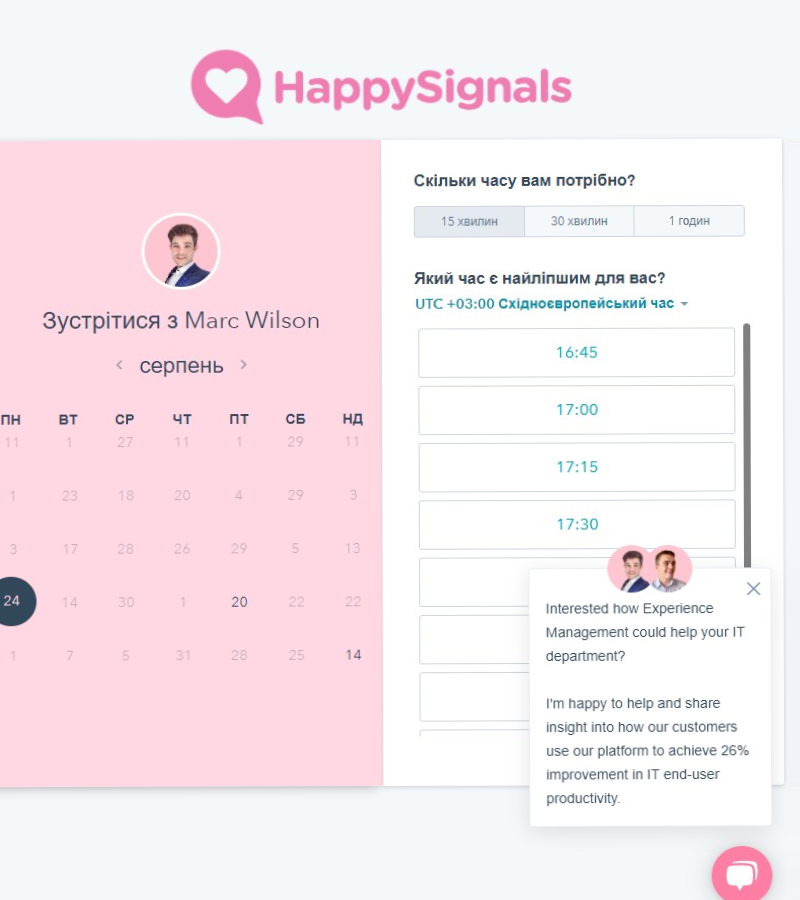 HappySignals
Зустрітися з Marc Wilson
серпень
ПН ВТ СР ЧТ ПТ СБ НД
11 1 27 11 1 29 11
1 23 18 20 4 29 3
3 17 28 26 29 5 13
24 14 30 1 20 22 22
1 7 5 31 28 25 14
Скільки часу вам потрібно?
15 хвилин 30 хвилин 1 годин
Який час є найліпшим для вас?
UTC +03:00 Східноєвропейський час
16:45
17:00
17:15
17:30
Interested how Experience
Management could help your IT
department?
I'm happy to help and share
insight into how our customers
use our platform to achieve 26%
improvement in IT end-user
productivity.